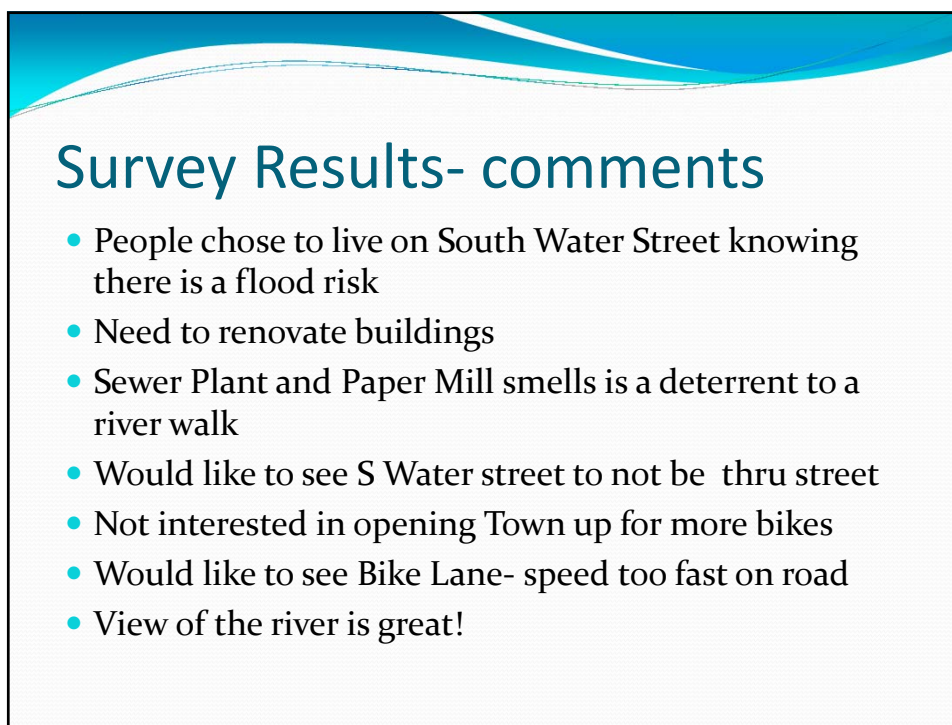 Survey Results- comments
• People chose to live on South Water Street knowing
there is a flood risk
• Need to renovate buildings
• Sewer Plant and Paper Mill smells is a deterrent to a
river walk
• Would like to see S Water street to not be  thru street
• Not interested in opening Town up for more bikes
• Would like to see Bike Lane- speed too fast on road
• View of the river is great!